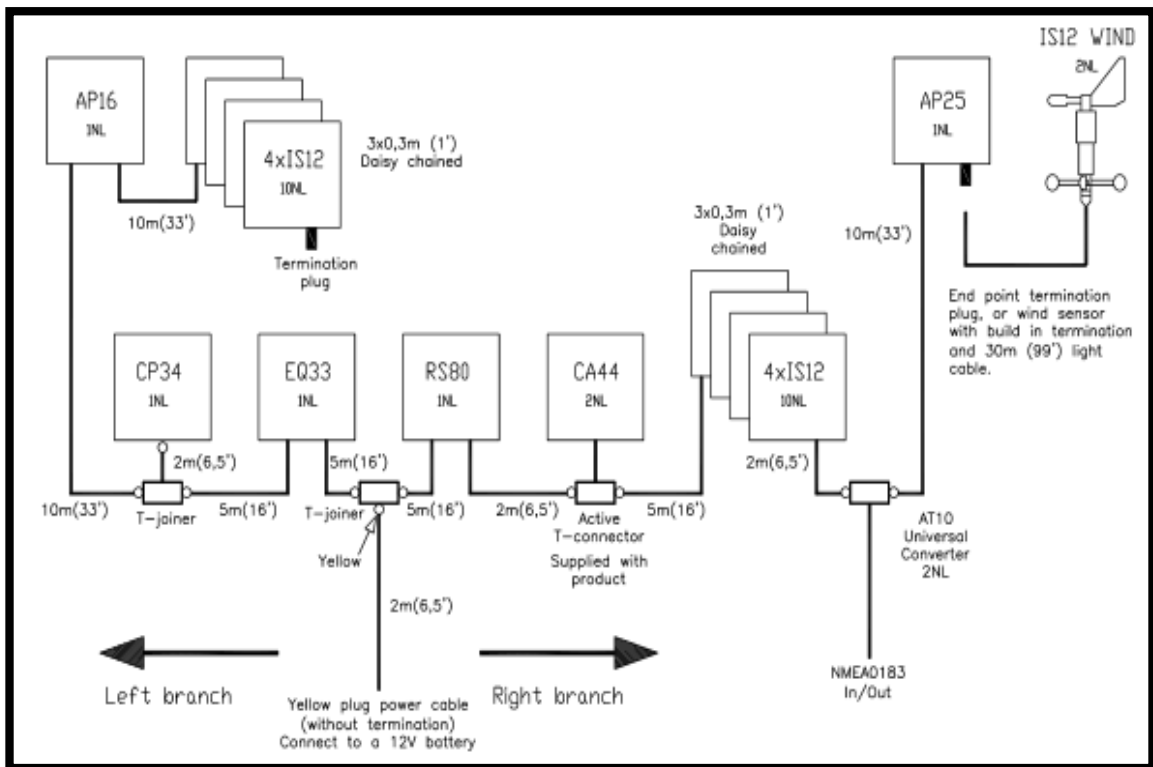 IS12 WIND
2NL
AP16
1NL
4xIS12
10NL
3x0,3m (1')
Daisy chained
10m(33')
Termination
plug
AP25
1NL
3x0,3m (1')
Daisy
chained
10m(33')
End point termination
plug, or wind sensor
with build in termination
and 30m (99') light
cable.
CP34
1NL
EQ33
1NL
RS80
1NL
CA44
2NL
4xIS12
10NL
2m(6,5')
5m(16')
2m(6,5')
10m(33')
T-joiner
5m(16')
T-joiner
5m(16')
2m(6,5')
Active
T-connector
5m(16')
Supplied with
product
AT10
Universal
Converter
2NL
Yellow
2m(6,5')
Left branch
Right branch
Yellow plug power cable
(without termination)
Connect to a 12V battery
NMEA0183
In/Out